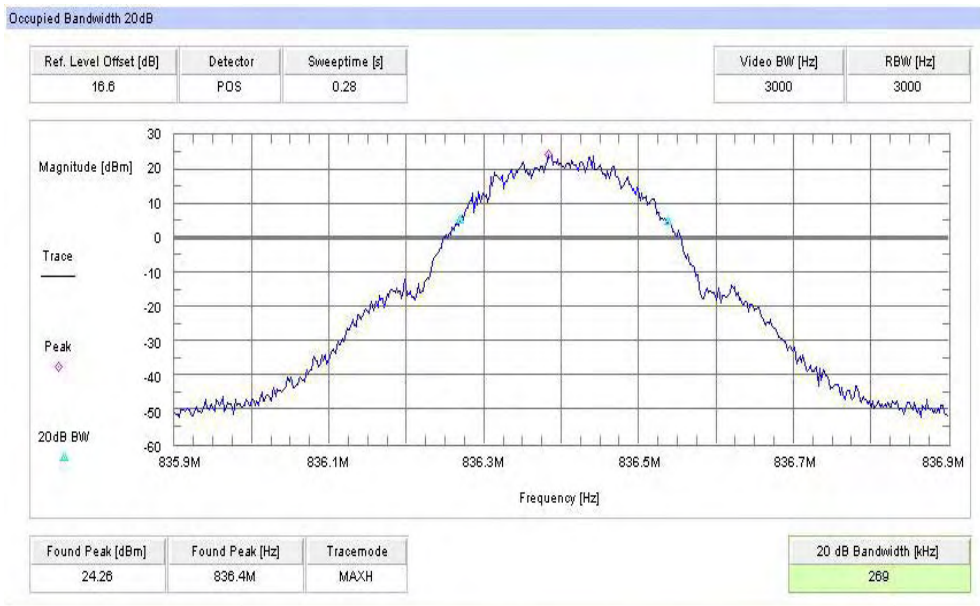 Occupied Bandwidth 20dB
Ref. Level Offset [dB] Detector Sweeptime [s] Video BW [Hz] RBW [Hz]
16.6 POS 0.28 3000 3000
Magnitude [dBm]
30
20
10
0
-10
-20
-30
-40
-50
-60
Trace
Peak
20dB BW
835.9M 836.1M 836.3M 836.5M 836.7M 836.9M
Frequency [Hz]
Found Peak [dBm] Found Peak [Hz] Tracemode 20 dB Bandwidth [kHz]
24.26 836.4M MAXH 269